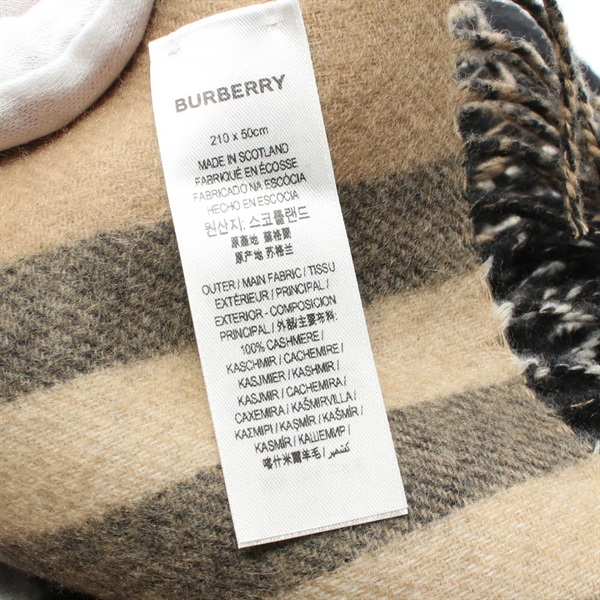 BURBERRY
210 x 50cm
MADE IN SCOTLAND
FABRIQUÉ EN ÉCOSSE
FABRICADO NA ESCÓCIA
HECHO EN ESCOCIA
원산지: 스코틀랜드
原產地 蘇格蘭
原产地 苏格兰
OUTER / MAIN FABRIC / TISSU
EXTÉRIEUR / PRINCIPAL /
EXTERIOR - COMPOSICION
PRINCIPAL / 外部/主要布料:
100% CASHMERE /
KASCHMIR / CACHEMIRE /
KASJMIER / KASHMIR /
KASJMIR / CACHEMIRA /
CAXEMIRA / KAŠMIRVILLA /
ΚΑΣΜΙΡΙ / KAŞMİR / KAŠMÍR /
KASMÍR / КАШЕМИР /
喀什米爾羊毛 / كشمير /